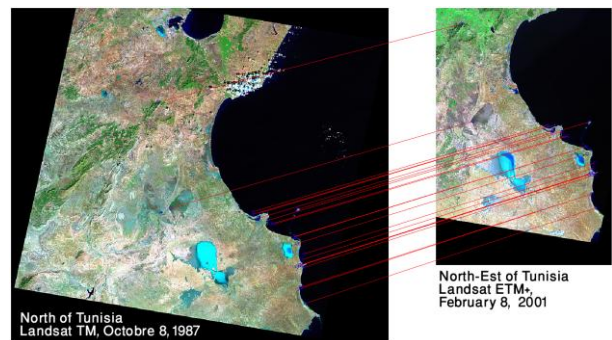 North of Tunisia
Landsat TM, Octobre 8, 1987
North-Est of Tunisia
Landsat ETM+,
February 8, 2001